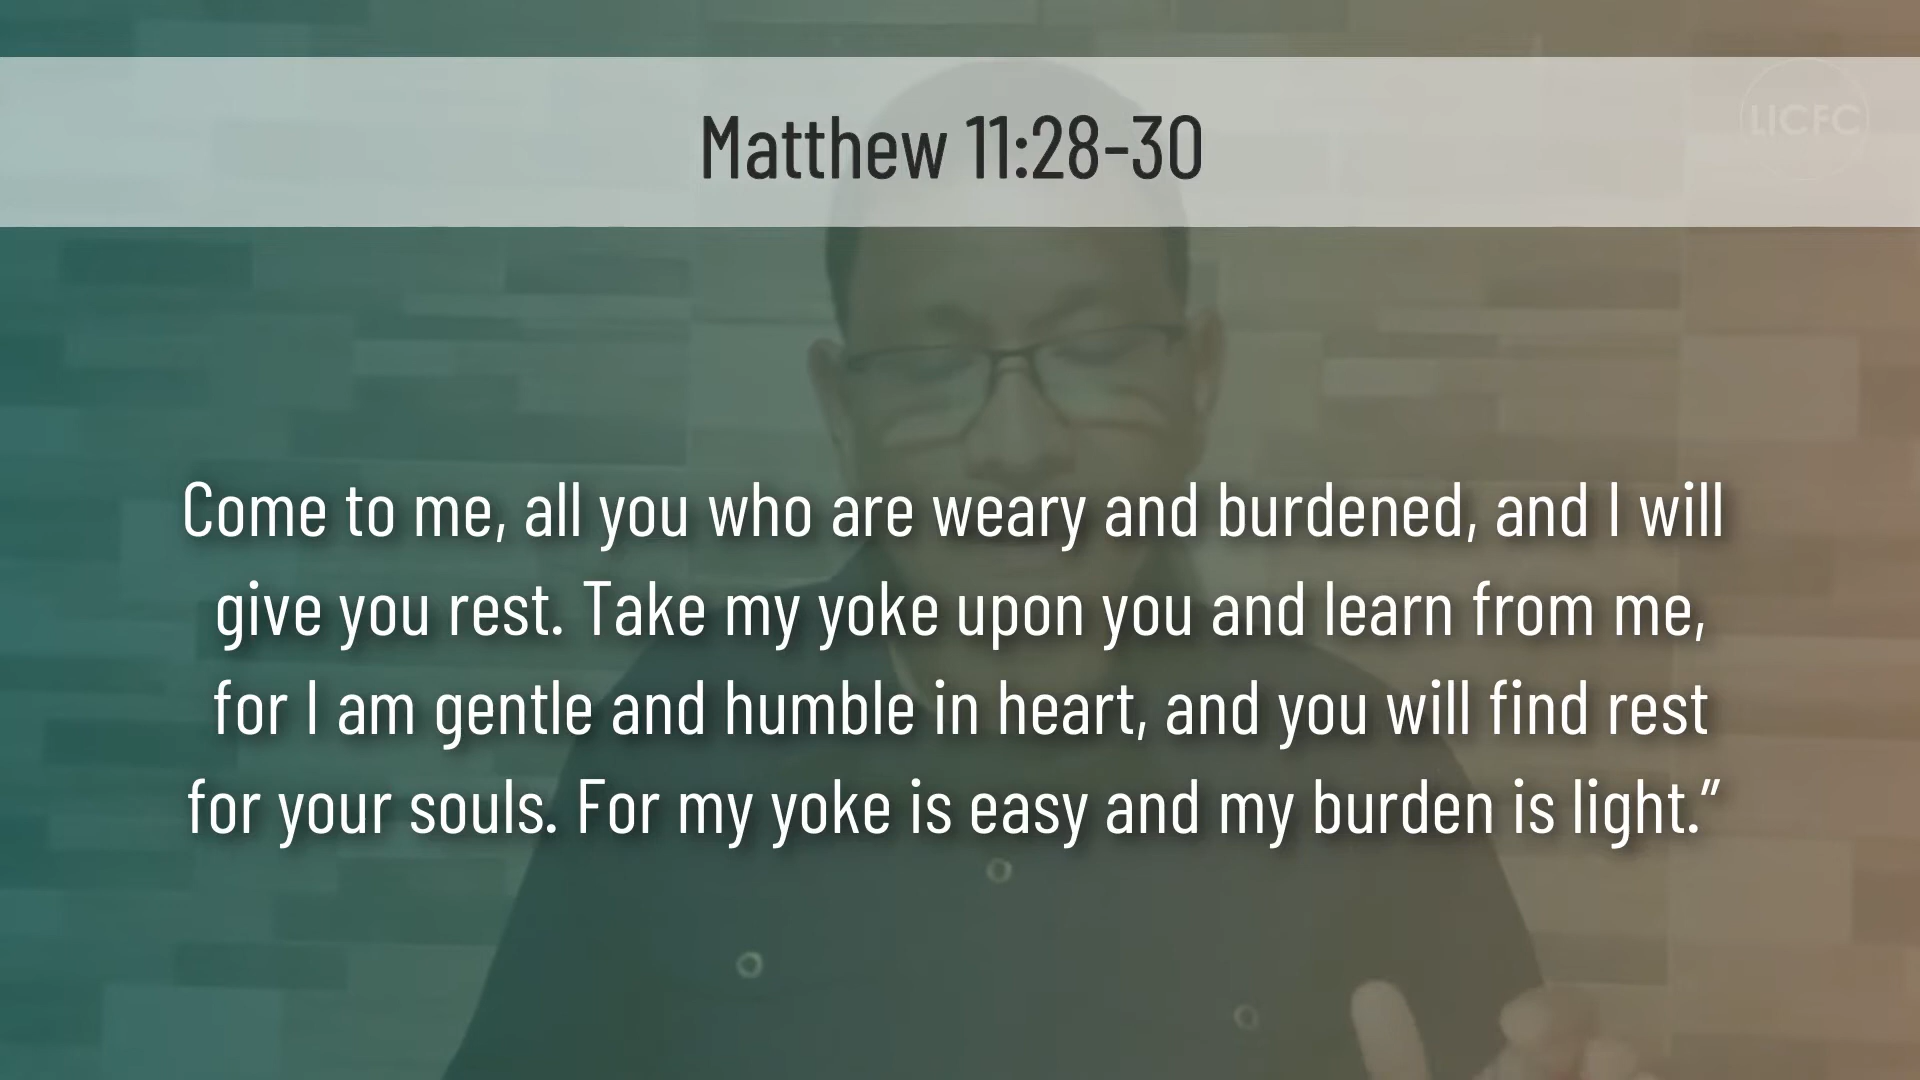 LICFC
Matthew 11:28-30
Come to me, all you who are weary and burdened, and I will
give you rest. Take my yoke upon you and learn from me,
for I am gentle and humble in heart, and you will find rest
for your souls. For my yoke is easy and my burden is light.”